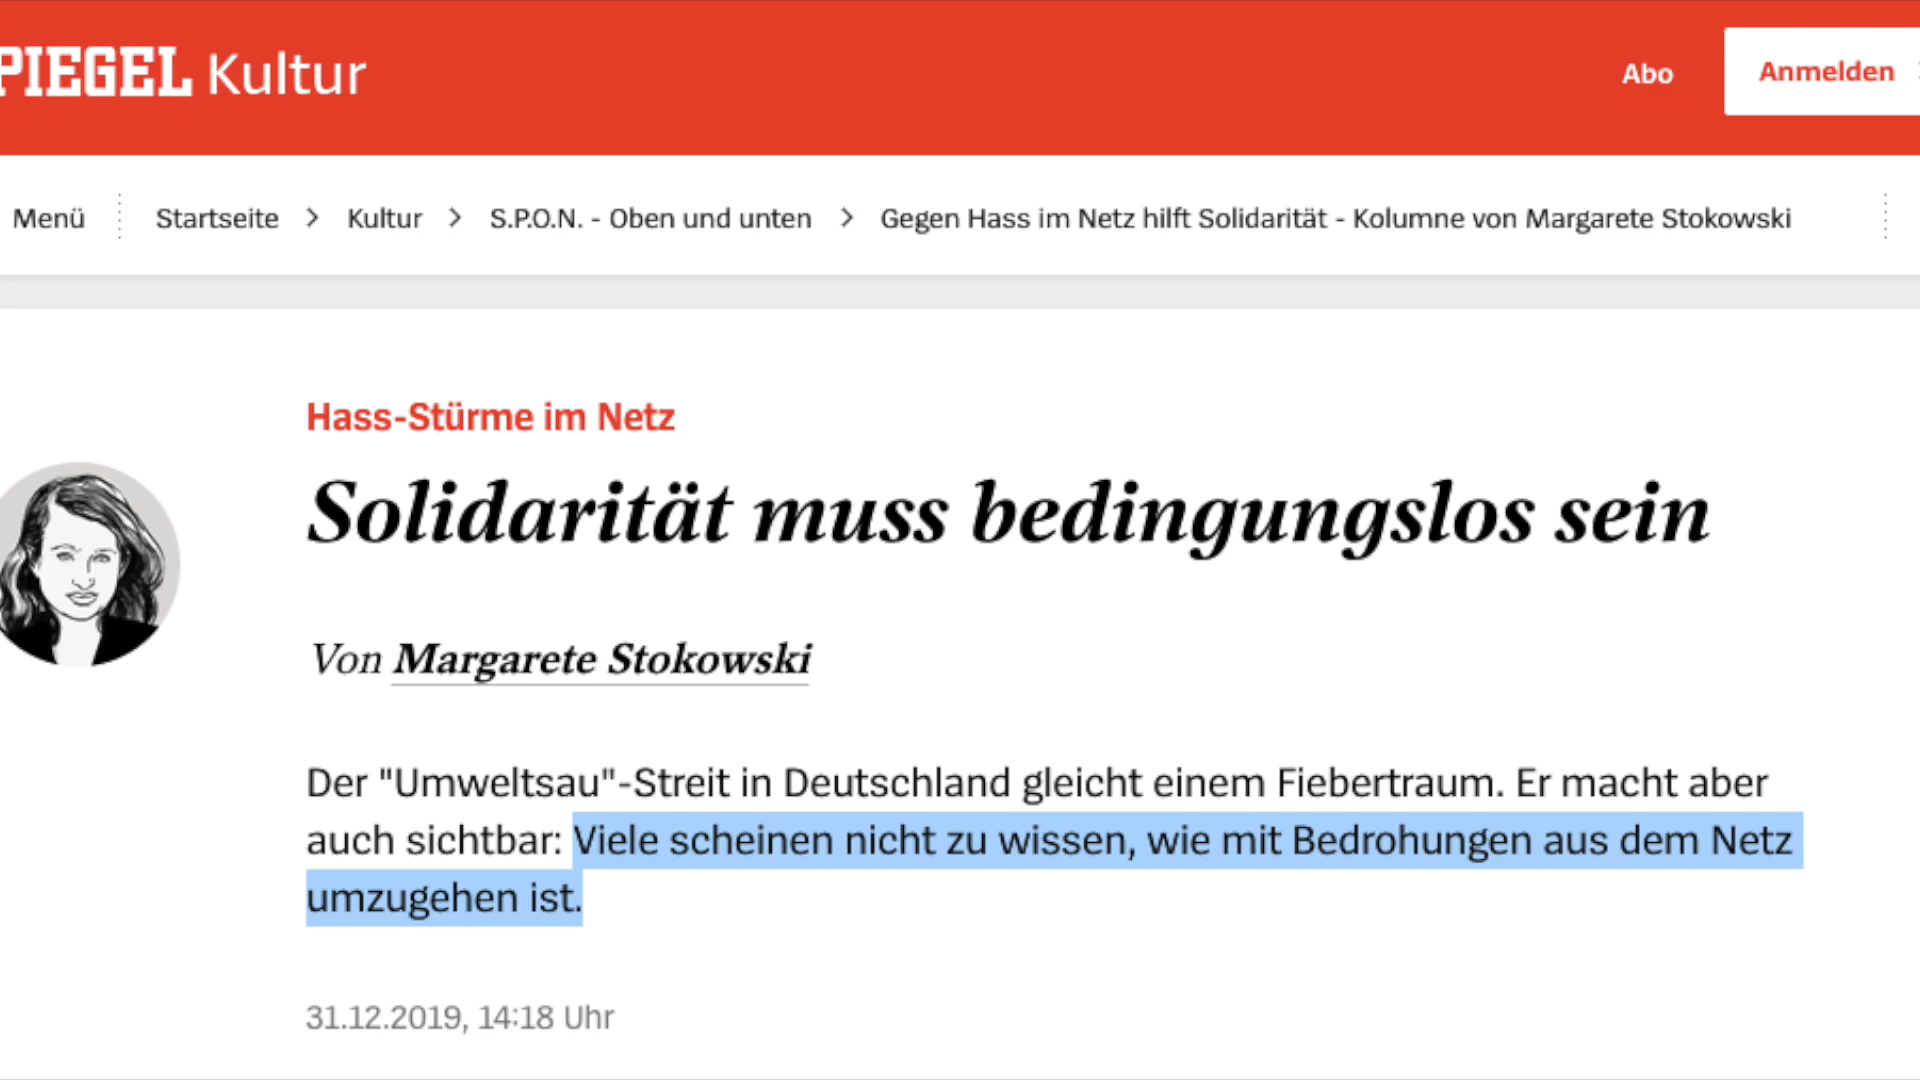 PIEGEL Kultur
Abo
Anmelden
Menü
Startseite > Kultur > S.P.O.N. - Oben und unten > Gegen Hass im Netz hilft Solidarität - Kolumne von Margarete Stokowski
Hass-Stürme im Netz
Solidarität muss bedingungslos sein
Von Margarete Stokowski
Der "Umweltsau"-Streit in Deutschland gleicht einem Fiebertraum. Er macht aber
auch sichtbar: Viele scheinen nicht zu wissen, wie mit Bedrohungen aus dem Netz
umzugehen ist.
31.12.2019, 14:18 Uhr